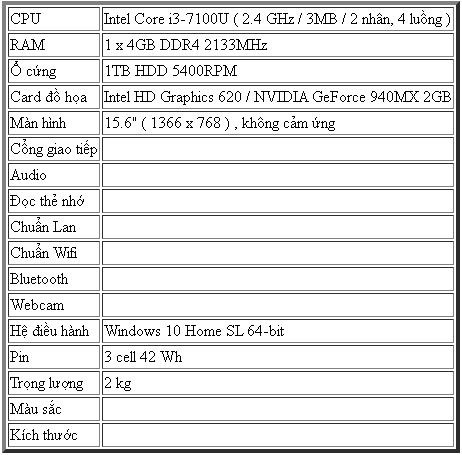 CPU Intel Core i3-7100U ( 2.4 GHz / 3MB / 2 nhân, 4 luồng )
RAM 1 x 4GB DDR4 2133MHz
Ổ cứng 1TB HDD 5400RPM
Card đồ họa Intel HD Graphics 620 / NVIDIA GeForce 940MX 2GB
Màn hình 15.6" ( 1366 x 768 ) , không cảm ứng
Cổng giao tiếp
Audio
Đọc thẻ nhớ
Chuẩn Lan
Chuẩn Wifi
Bluetooth
Webcam
Hệ điều hành Windows 10 Home SL 64-bit
Pin 3 cell 42 Wh
Trọng lượng 2 kg
Màu sắc
Kích thước